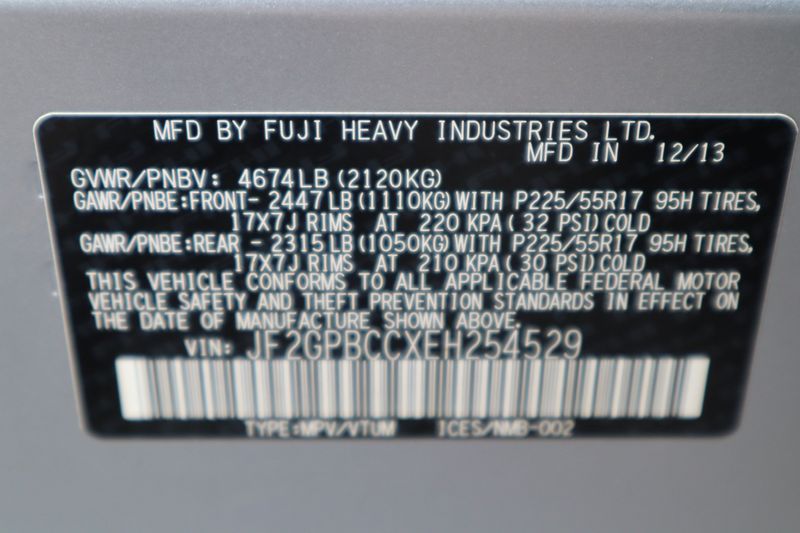 MFD BY FUJI HEAVY INDUSTRIES LTD.
MFD IN 12/13
GVWR/PNBV: 4674LB(2120KG)
GAWR/PNBE:FRONT- 2447LB(1110KG)WITH P225/55R17 95H TIRES,
17X7J RIMS AT 220 KPA(32 PSI)COLD
GAWR/PNBE:REAR - 2315LB(1050KG)WITH P225/55R17 95H TIRES,
17X7J RIMS AT 210 KPA(30 PSI)COLD
THIS VEHICLE CONFORMS TO ALL APPLICABLE FEDERAL MOTOR
VEHICLE SAFETY AND THEFT PREVENTION STANDARDS IN EFFECT ON
THE DATE OF MANUFACTURE SHOWN ABOVE.
VIN: JF2GPBCCXEH254529
TYPE:MPV/VTUM ICES/NMB-002